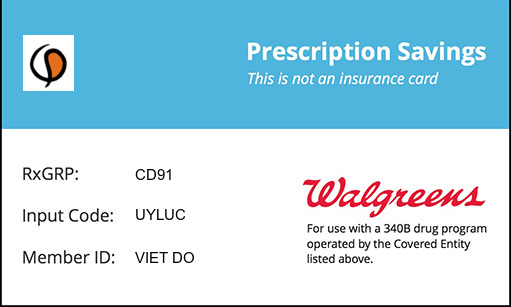 Prescription Savings
This is not an insurance card
RxGRP: CD91
Input Code: UYLUC
Member ID: VIET DO
Walgreens
For use with a 340B drug program
operated by the Covered Entity
listed above.